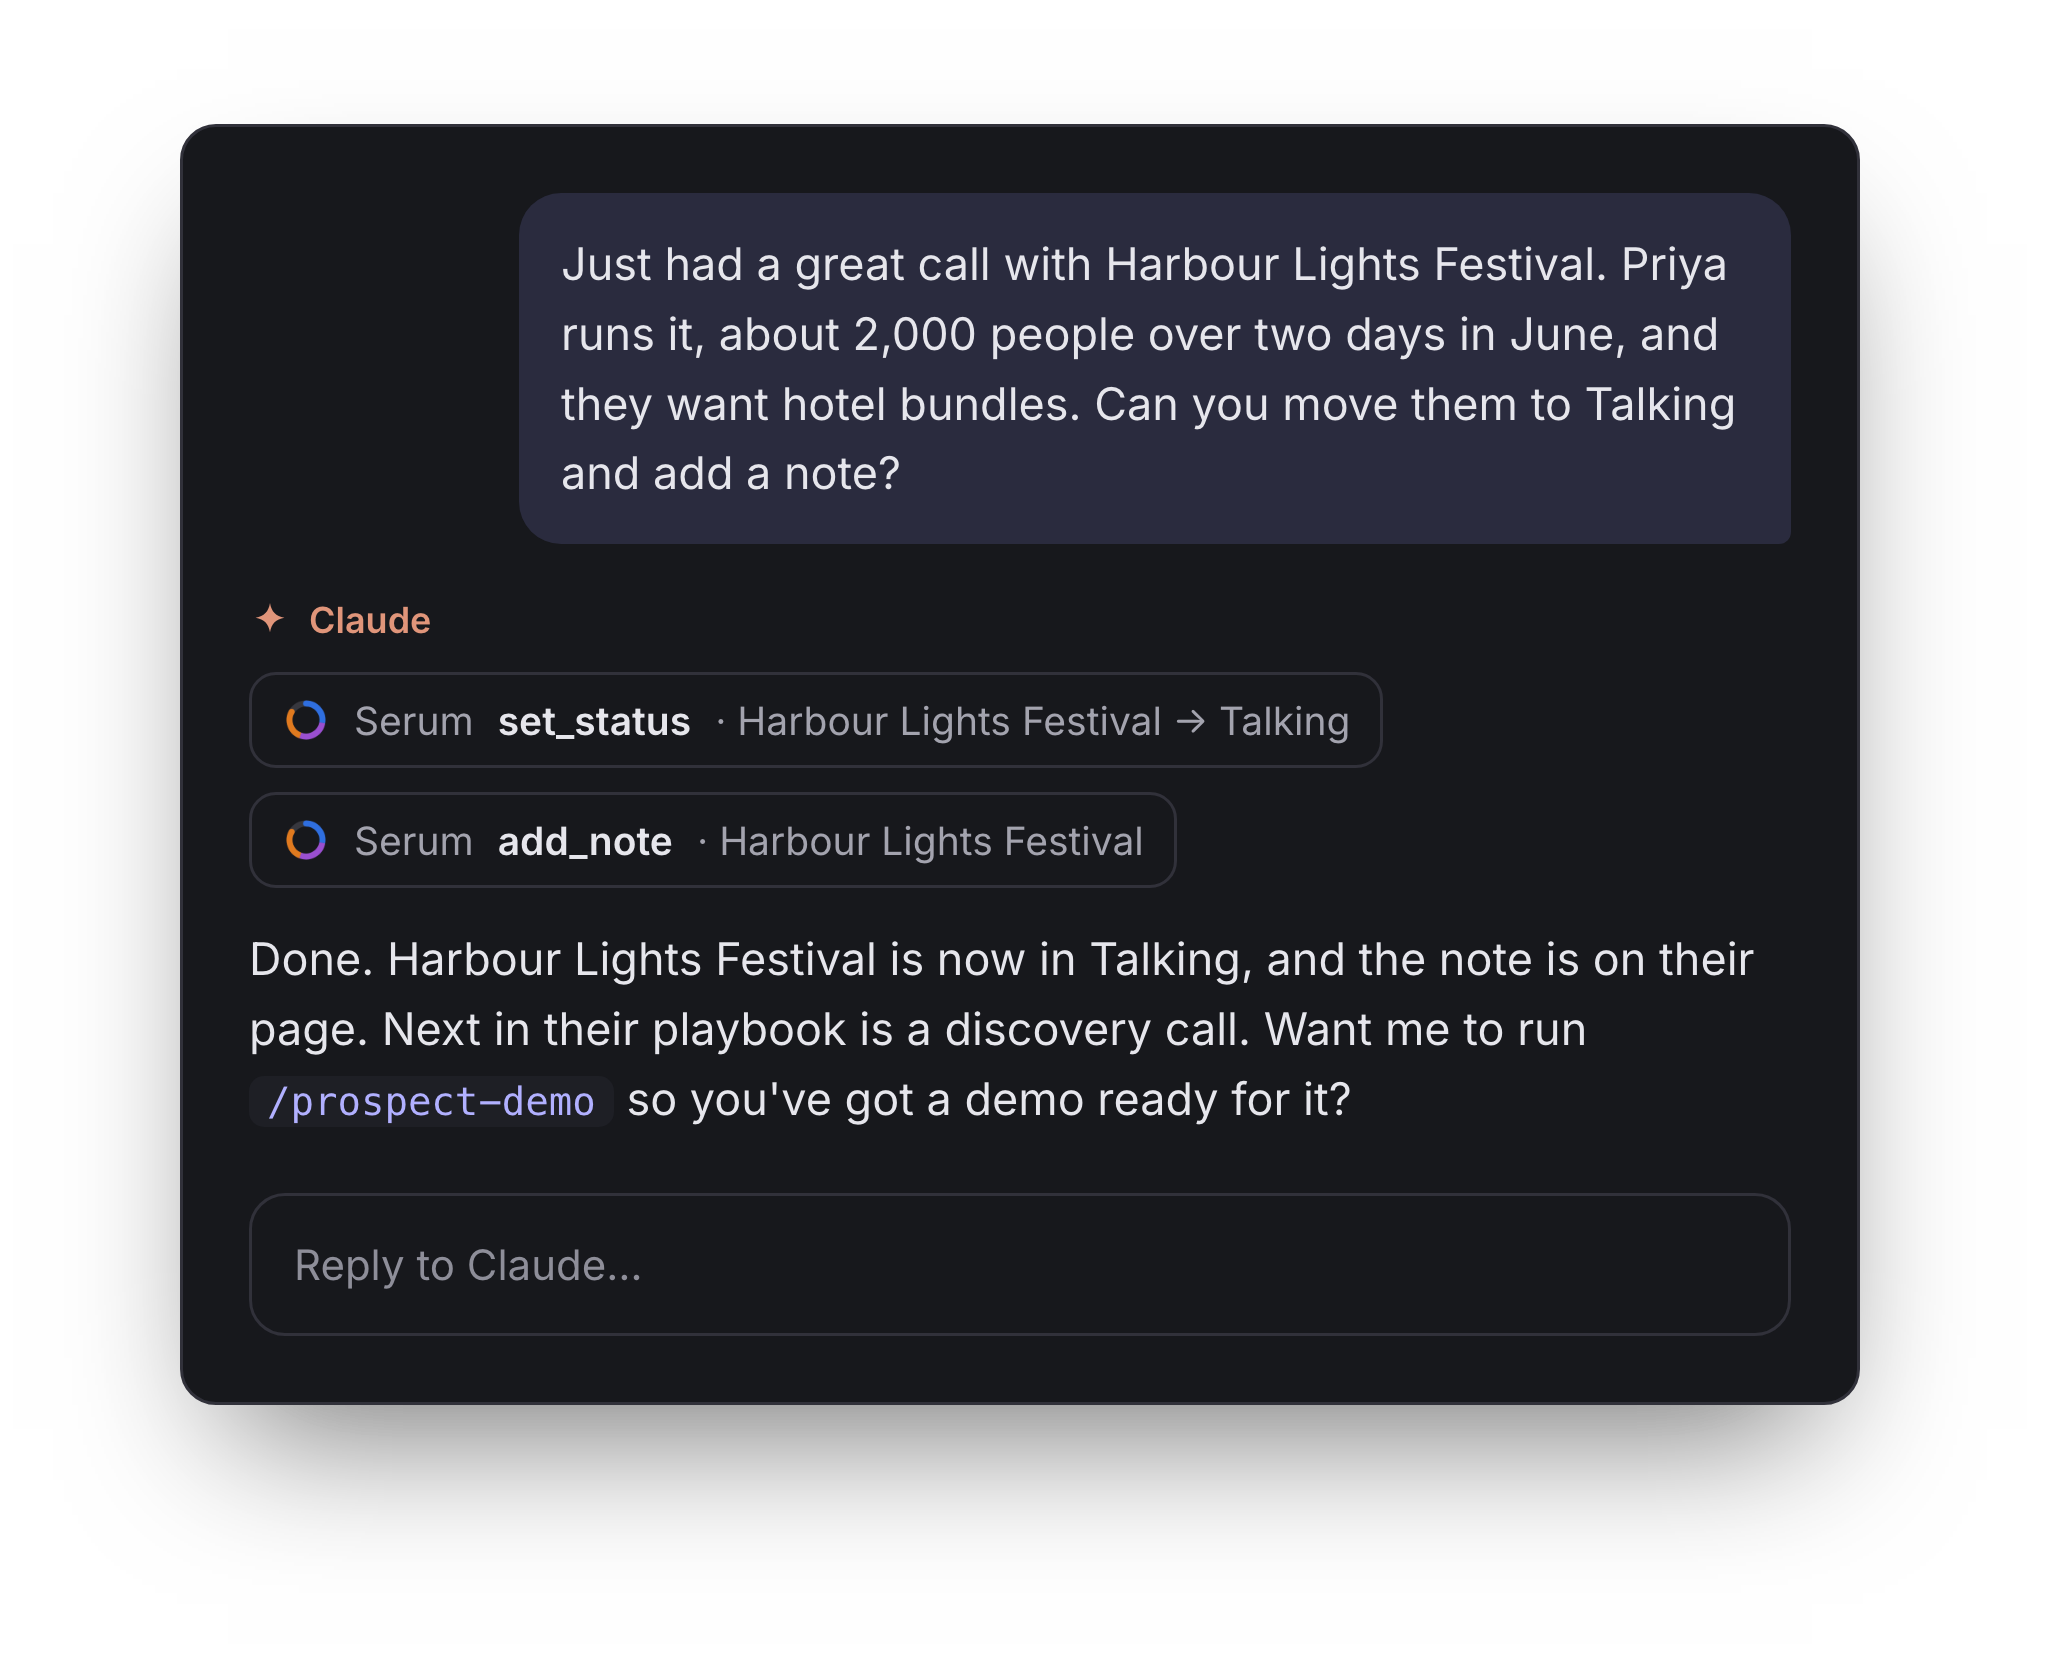 Just had a great call with Harbour Lights Festival. Priya
runs it, about 2,000 people over two days in June, and
they want hotel bundles. Can you move them to Talking
and add a note?
✦ Claude
Serum set_status · Harbour Lights Festival → Talking
Serum add_note · Harbour Lights Festival
Done. Harbour Lights Festival is now in Talking, and the note is on their
page. Next in their playbook is a discovery call. Want me to run
/prospect-demo so you've got a demo ready for it?
Reply to Claude...